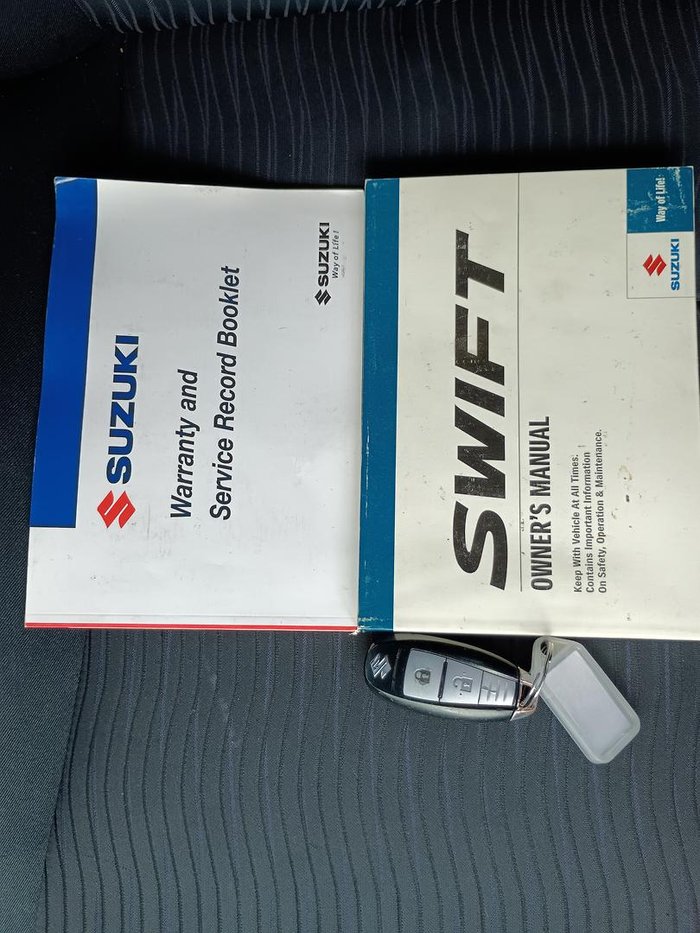 SUZUKI
Warranty and
Service Record Booklet
SUZUKI
Way of Life!
SWIFT
OWNER'S MANUAL
Keep With Vehicle At All Times:
Contains Important Information
On Safety, Operation & Maintenance.
Way of Life!
SUZUKI